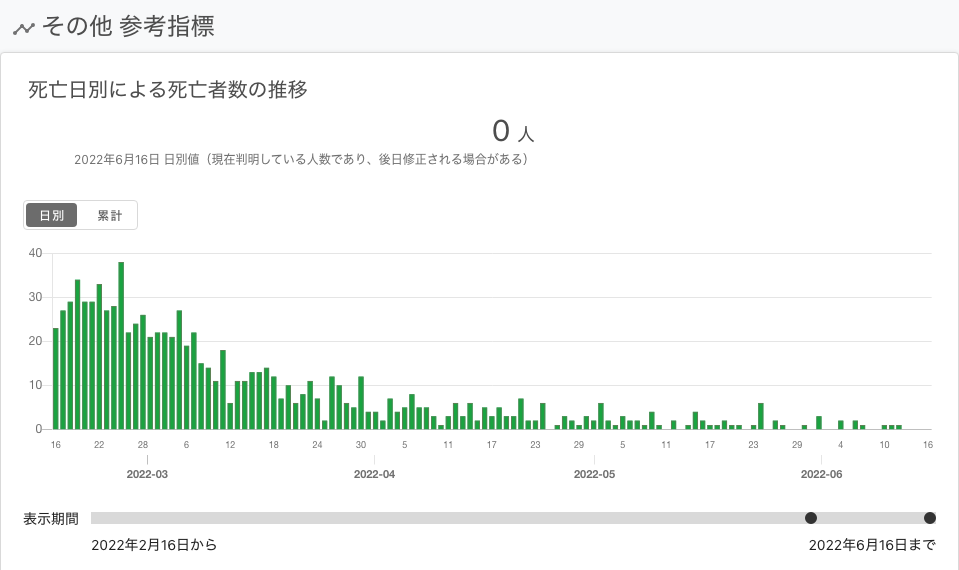 その他 参考指標
死亡日別による死亡者数の推移
0 人
2022年6月16日 日別値（現在判明している人数であり、後日修正される場合がある）
日別 累計
40
30
20
10
0
16 22 28 6 12 18 24 30 5 11 17 23 29 5 11 17 23 29 4 10 16
2022-03 2022-04 2022-05 2022-06
表示期間
2022年2月16日から 2022年6月16日まで